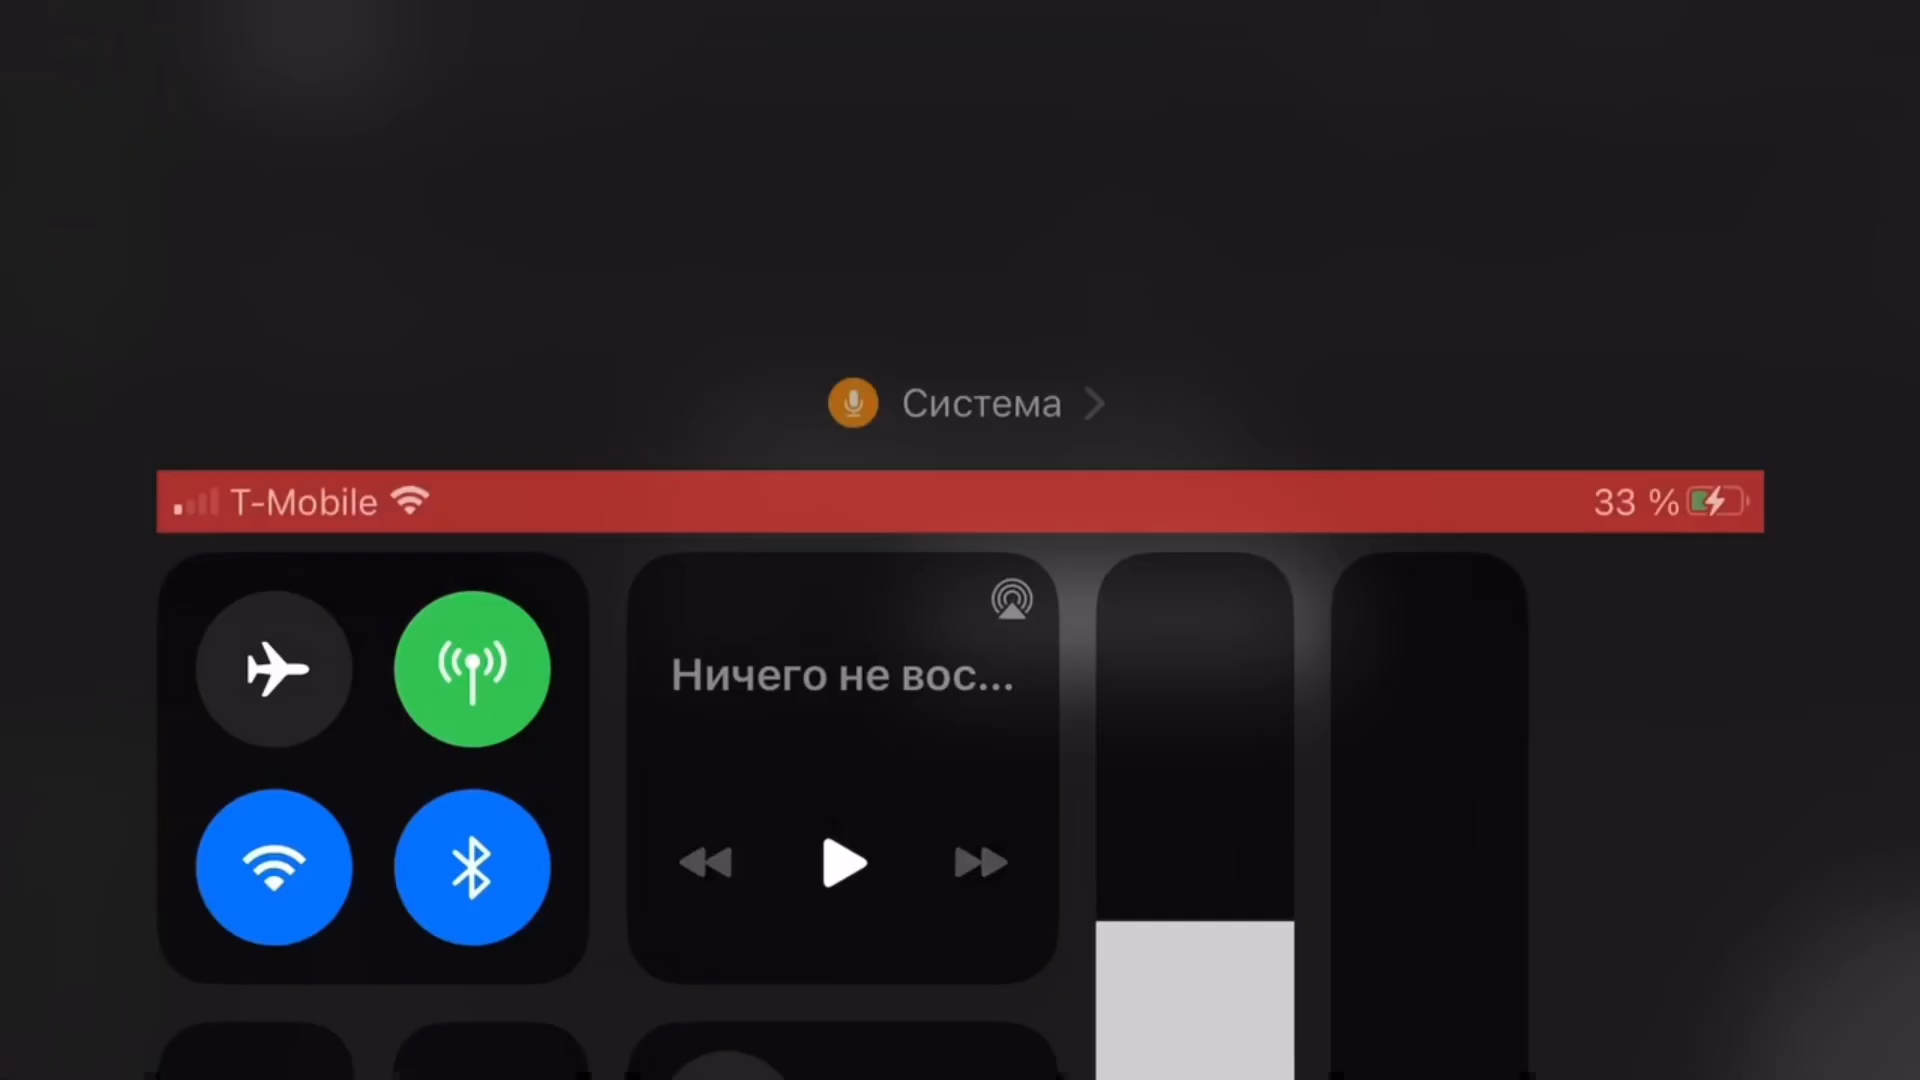 Система
T-Mobile
33 %
Ничего не вос...